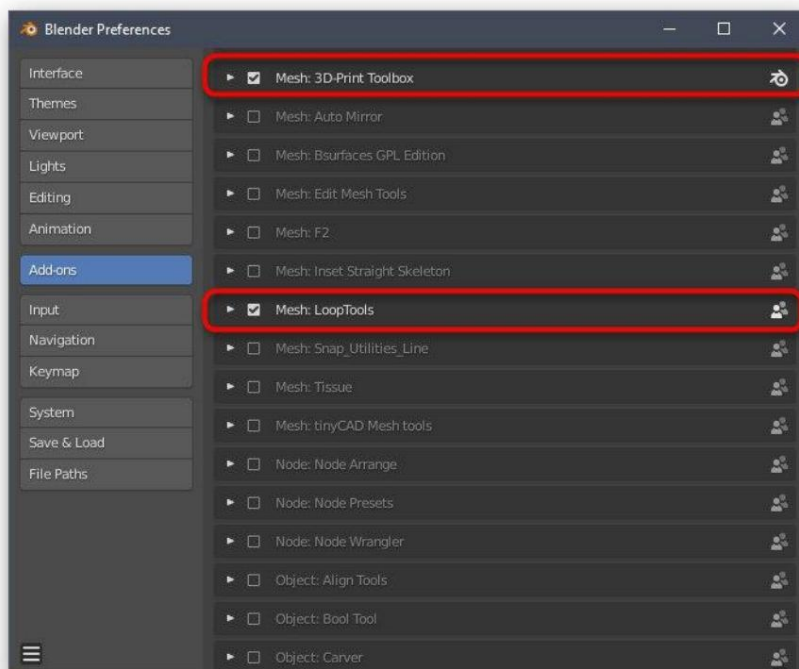 Blender Preferences
Interface
Themes
Viewport
Lights
Editing
Animation
Add-ons
Input
Navigation
Keymap
System
Save & Load
File Paths
Mesh: 3D-Print Toolbox
Mesh: Auto Mirror
Mesh: Bsurfaces GPL Edition
Mesh: Edit Mesh Tools
Mesh: F2
Mesh: Inset Straight Skeleton
Mesh: LoopTools
Mesh: Snap_Utilities_Line
Mesh: Tissue
Mesh: tinyCAD Mesh tools
Node: Node Arrange
Node: Node Presets
Node: Node Wrangler
Object: Align Tools
Object: Bool Tool
Object: Carver